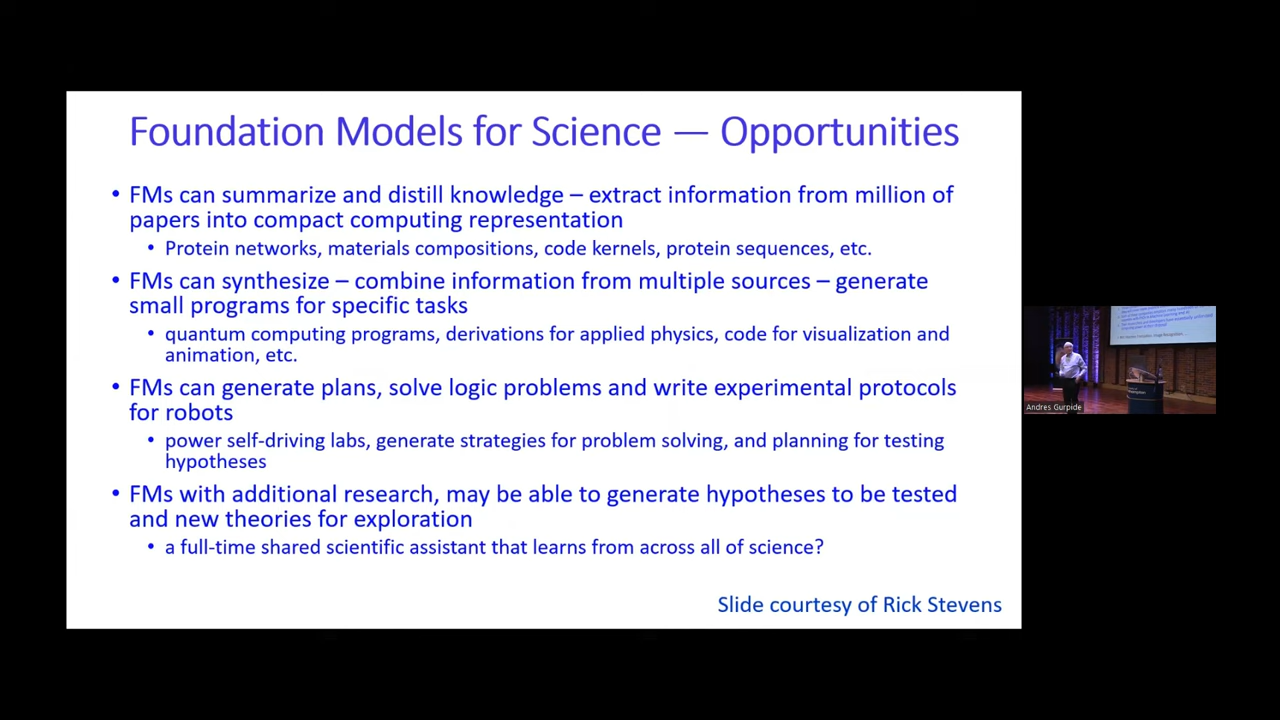 Foundation Models for Science — Opportunities
• FMs can summarize and distill knowledge – extract information from million of
papers into compact computing representation
• Protein networks, materials compositions, code kernels, protein sequences, etc.
• FMs can synthesize – combine information from multiple sources – generate
small programs for specific tasks
• quantum computing programs, derivations for applied physics, code for visualization and
animation, etc.
• FMs can generate plans, solve logic problems and write experimental protocols
for robots
• power self-driving labs, generate strategies for problem solving, and planning for testing
hypotheses
• FMs with additional research, may be able to generate hypotheses to be tested
and new theories for exploration
• a full-time shared scientific assistant that learns from across all of science?
Slide courtesy of Rick Stevens
Andres Gurpide